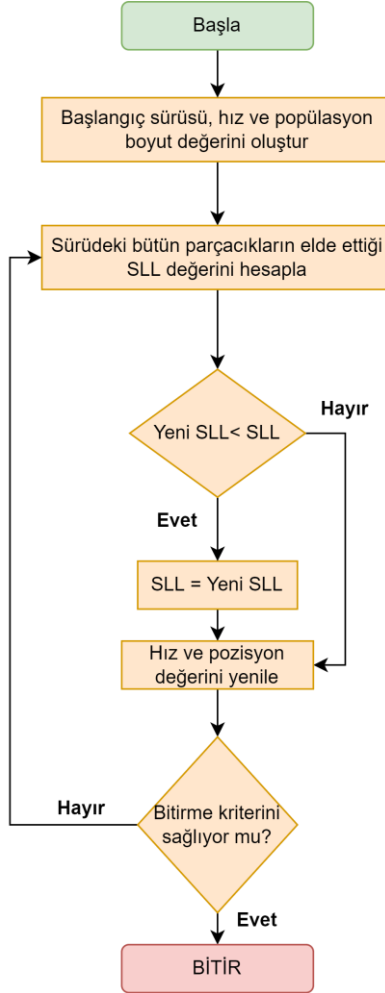 Başla
Başlangıç sürüsü, hız ve popülasyon
boyut değerini oluştur
Sürüdeki bütün parçacıkların elde ettiği
SLL değerini hesapla
Yeni SLL< SLL
Hayır
Evet
SLL = Yeni SLL
Hız ve pozisyon
değerini yenile
Bitirme kriterini
sağlıyor mu?
Hayır
Evet
BİTİR